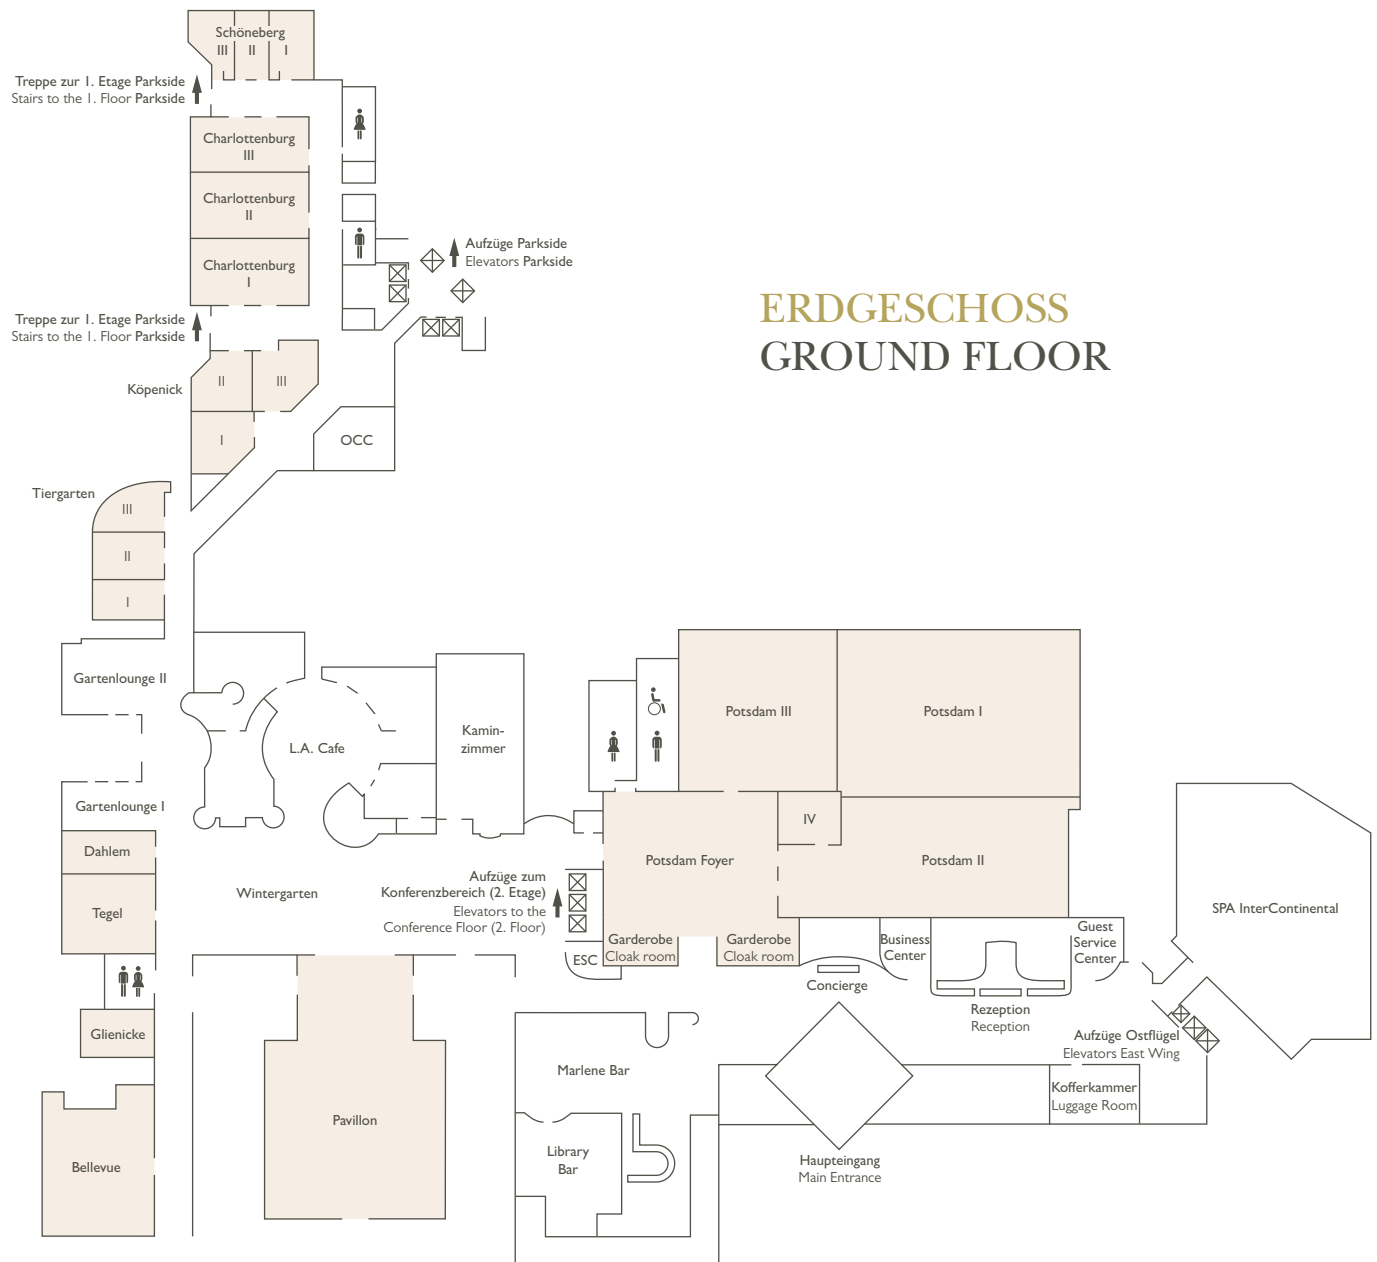 Schöneberg
III II I
Treppe zur 1. Etage Parkside
Stairs to the 1. Floor Parkside
Charlottenburg
III
Charlottenburg
II
Charlottenburg
I
Aufzüge Parkside
Elevators Parkside
ERDGESCHOSS
GROUND FLOOR
Treppe zur 1. Etage Parkside
Stairs to the 1. Floor Parkside
Köpenick
II
III
I
OCC
Tiergarten
III
II
I
Gartenlounge II
L.A. Cafe
Kamin-
zimmer
Potsdam III
Potsdam I
Gartenlounge I
IV
Dahlem
Potsdam Foyer
Potsdam II
Tegel
Wintergarten
Aufzüge zum
Konferenzbereich (2. Etage)
Elevators to the
Conference Floor (2. Floor)
SPA InterContinental
ESC
Garderobe
Cloak room
Garderobe
Cloak room
Business
Center
Guest
Service
Center
Concierge
Rezeption
Reception
Glienicke
Aufzüge Ostflügel
Elevators East Wing
Marlene Bar
Kofferkammer
Luggage Room
Pavillon
Library
Bar
Bellevue
Haupteingang
Main Entrance